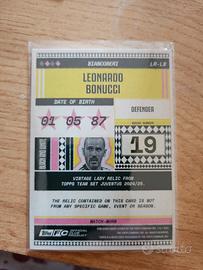 BIANCONERI
LR-LB
LEONARDO
BONUCCI
DATE OF BIRTH
DEFENDER
01 05 87
19
VINTAGE LADY RELIC FROM
TOPPS TEAM SET JUVENTUS 2024/25.
THE RELIC CONTAINED ON THIS CARD IS NOT
FROM ANY SPECIFIC GAME, EVENT OR SEASON.
MATCH-WORN
topps